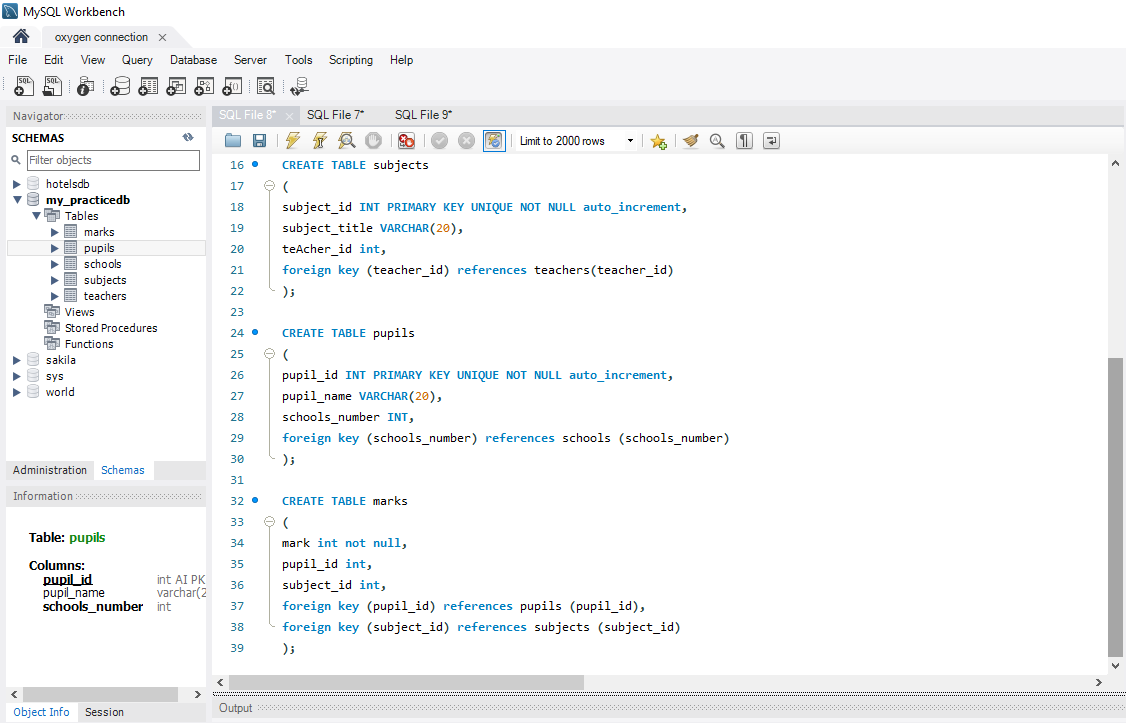 MySQL Workbench
oxygen connection
File Edit View Query Database Server Tools Scripting Help
Navigator
SCHEMAS
Filter objects
hotelsdb
my_practicedb
Tables
marks
pupils
schools
subjects
teachers
Views
Stored Procedures
Functions
sakila
sys
world
Administration Schemas
Information
Table: pupils
Columns:
pupil_id int AI PK
pupil_name varchar(2
schools_number int
Object Info Session
SQL File 8* SQL File 7* SQL File 9*
Limit to 2000 rows
16 CREATE TABLE subjects
17 (
18 subject_id INT PRIMARY KEY UNIQUE NOT NULL auto_increment,
19 subject_title VARCHAR(20),
20 teAcher_id int,
21 foreign key (teacher_id) references teachers(teacher_id)
22 );
23
24 CREATE TABLE pupils
25 (
26 pupil_id INT PRIMARY KEY UNIQUE NOT NULL auto_increment,
27 pupil_name VARCHAR(20),
28 schools_number INT,
29 foreign key (schools_number) references schools (schools_number)
30 );
31
32 CREATE TABLE marks
33 (
34 mark int not null,
35 pupil_id int,
36 subject_id int,
37 foreign key (pupil_id) references pupils (pupil_id),
38 foreign key (subject_id) references subjects (subject_id)
39 );
Output